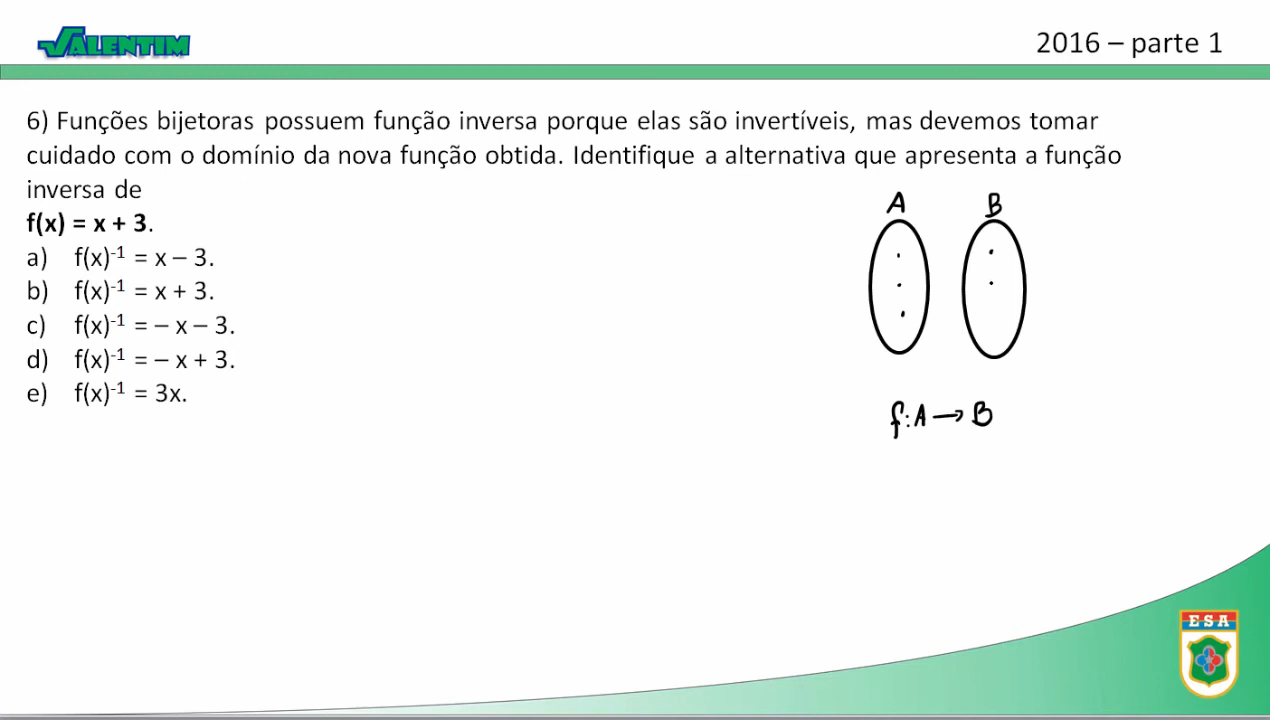 VALENTIM
2016 – parte 1
6) Funções bijetoras possuem função inversa porque elas são invertíveis, mas devemos tomar
cuidado com o domínio da nova função obtida. Identifique a alternativa que apresenta a função
inversa de
f(x) = x + 3.
a) f(x)⁻¹ = x – 3.
b) f(x)⁻¹ = x + 3.
c) f(x)⁻¹ = – x – 3.
d) f(x)⁻¹ = – x + 3.
e) f(x)⁻¹ = 3x.
A B
f: A → B
ESA